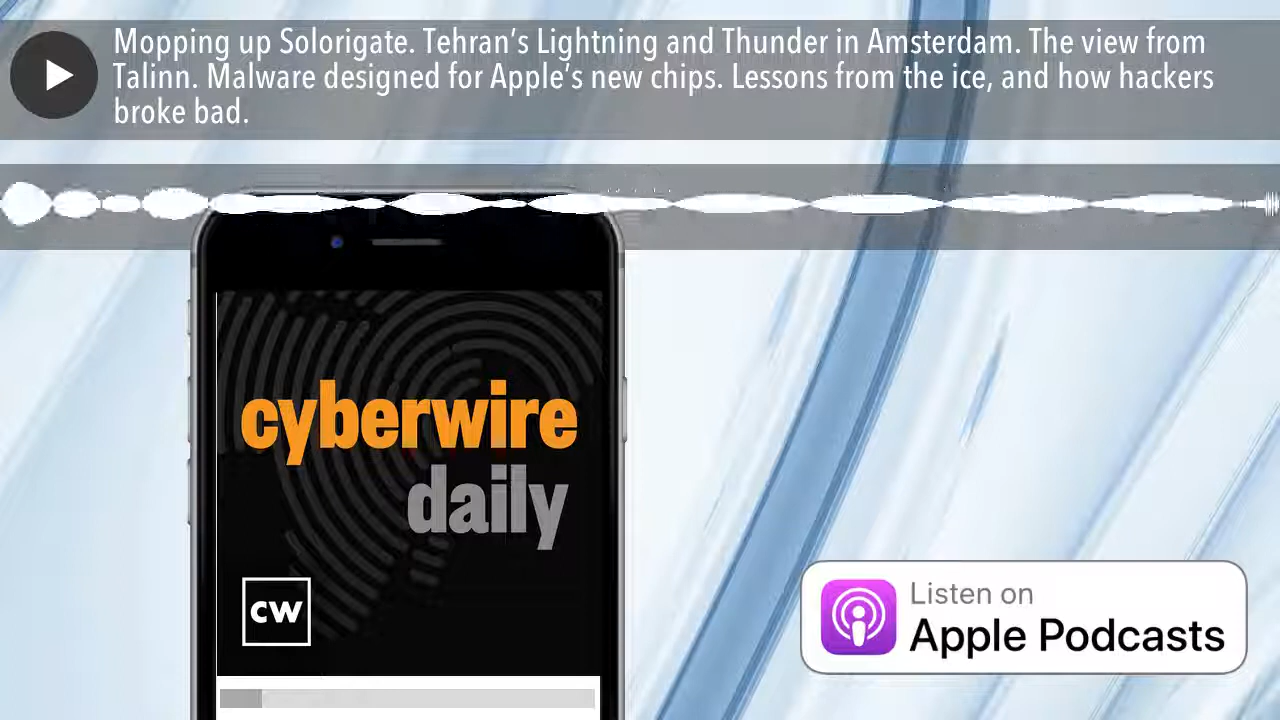 Mopping up Solorigate. Tehran’s Lightning and Thunder in Amsterdam. The view from
Talinn. Malware designed for Apple’s new chips. Lessons from the ice, and how hackers
broke bad.
cyberwire
daily
CW
Listen on
Apple Podcasts